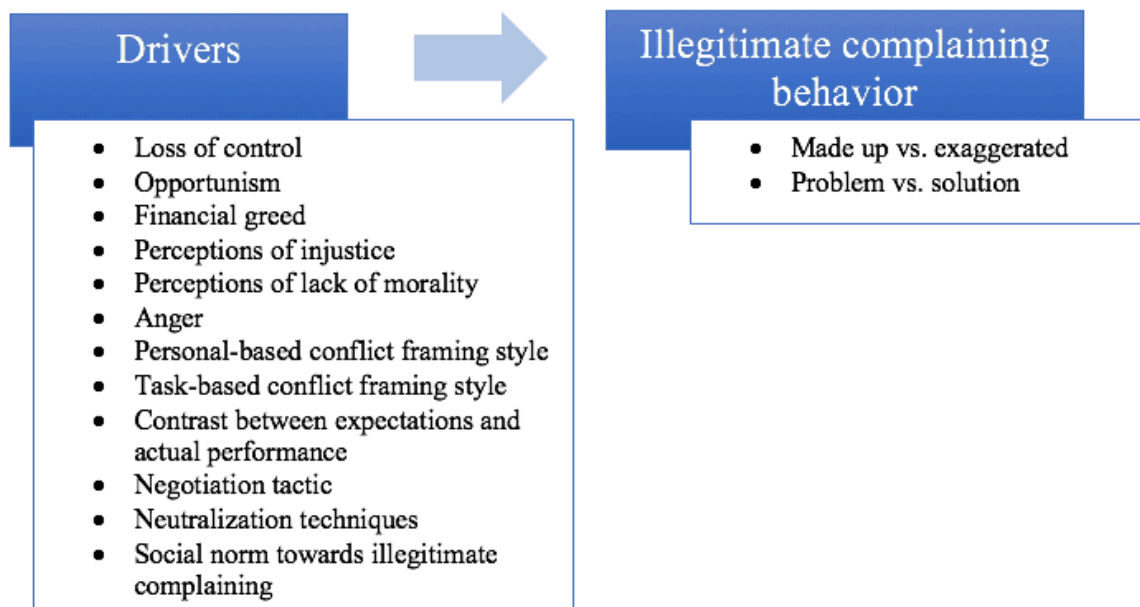 Drivers
• Loss of control
• Opportunism
• Financial greed
• Perceptions of injustice
• Perceptions of lack of morality
• Anger
• Personal-based conflict framing style
• Task-based conflict framing style
• Contrast between expectations and
actual performance
• Negotiation tactic
• Neutralization techniques
• Social norm towards illegitimate
complaining
Illegitimate complaining
behavior
• Made up vs. exaggerated
• Problem vs. solution